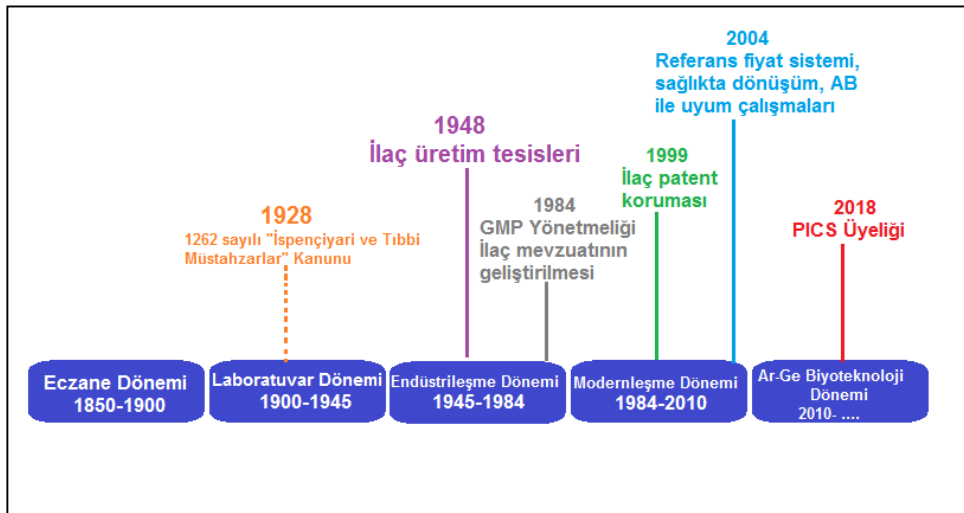 2004
Referans fiyat sistemi,
sağlıkta dönüşüm, AB
ile uyum çalışmaları
1948
İlaç üretim tesisleri
1999
İlaç patent
koruması
1984
GMP Yönetmeliği
İlaç mevzuatının
geliştirilmesi
2018
PICS Üyeliği
1928
1262 sayılı "İspençiyari ve Tıbbi
Müstahzarlar" Kanunu
Eczane Dönemi
1850-1900
Laboratuvar Dönemi
1900-1945
Endüstrileşme Dönemi
1945-1984
Modernleşme Dönemi
1984-2010
Ar-Ge Biyoteknoloji
Dönemi
2010- ....